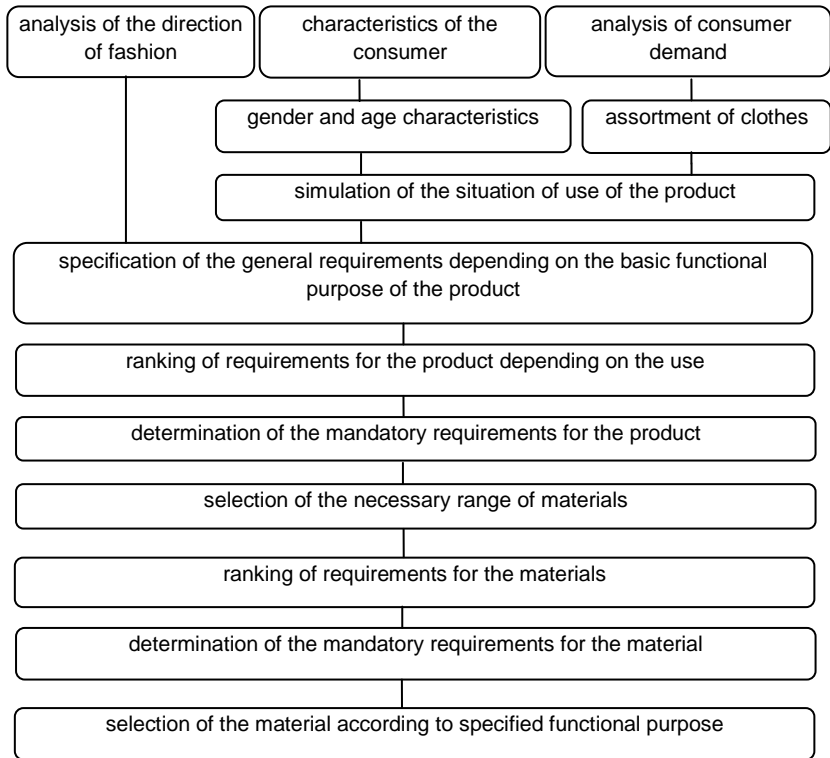 analysis of the direction
of fashion
characteristics of the
consumer
analysis of consumer
demand
gender and age characteristics
assortment of clothes
simulation of the situation of use of the product
specification of the general requirements depending on the basic functional
purpose of the product
ranking of requirements for the product depending on the use
determination of the mandatory requirements for the product
selection of the necessary range of materials
ranking of requirements for the materials
determination of the mandatory requirements for the material
selection of the material according to specified functional purpose